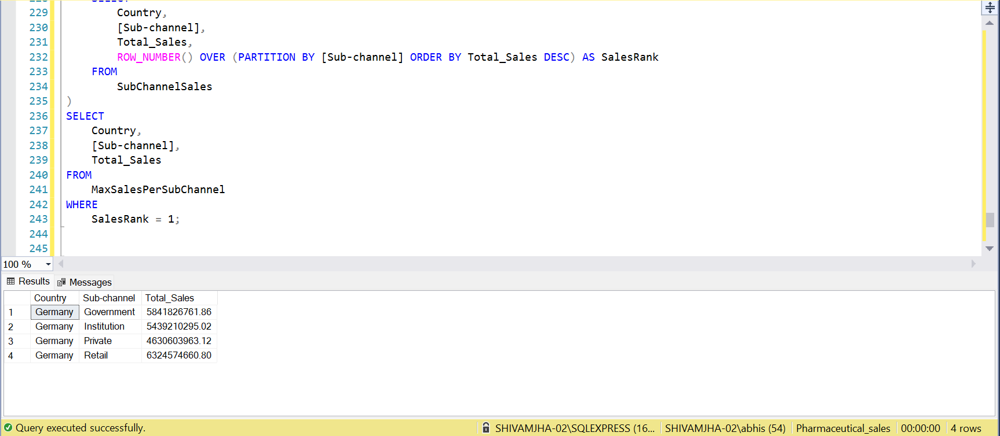 229 Country,
230 [Sub-channel],
231 Total_Sales,
232 ROW_NUMBER() OVER (PARTITION BY [Sub-channel] ORDER BY Total_Sales DESC) AS SalesRank
233 FROM
234 SubChannelSales
235 )
236 SELECT
237 Country,
238 [Sub-channel],
239 Total_Sales
240 FROM
241 MaxSalesPerSubChannel
242 WHERE
243 SalesRank = 1;
244
245
100 %
Results Messages
Country Sub-channel Total_Sales
1 Germany Government 5841826761.86
2 Germany Institution 5439210295.02
3 Germany Private 4630603963.12
4 Germany Retail 6324574660.80
Query executed successfully. SHIVAMJHA-02\SQLEXPRESS (16... SHIVAMJHA-02\abhis (54) Pharmaceutical_sales 00:00:00 4 rows